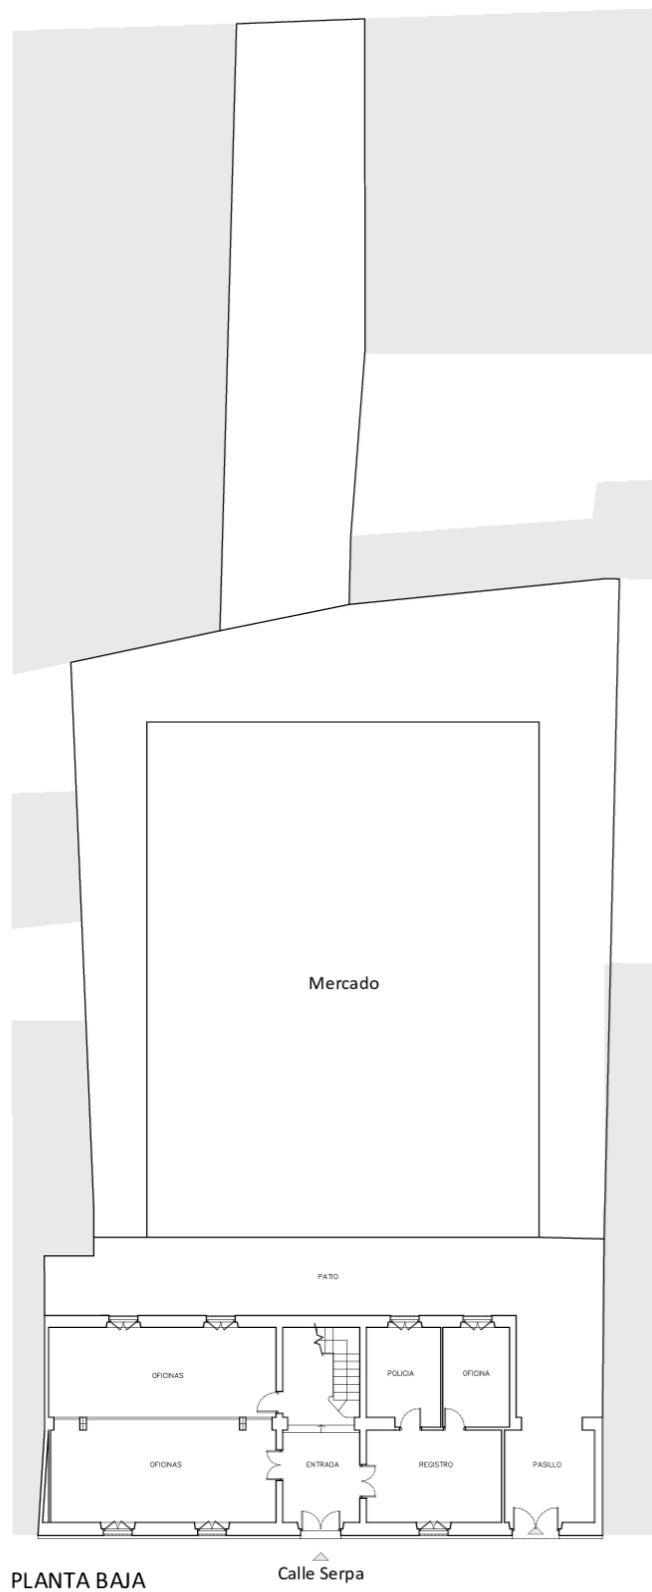 Mercado
PATIO
OFICINAS
POLICIA
OFICINA
OFICINAS
ENTRADA
REGISTRO
PASILLO
Calle Serpa
PLANTA BAJA